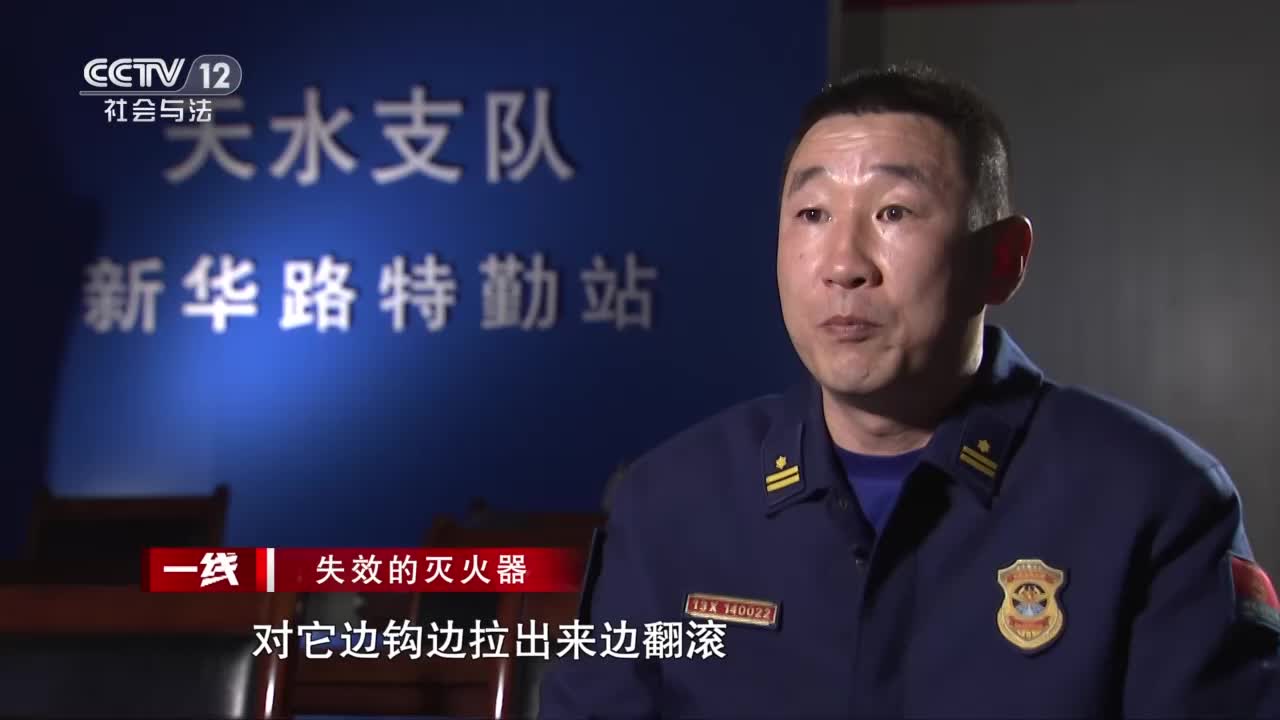 CCTV 12
社会与法
天水支队
新华路特勤站
一线
失效的灭火器
13X 140022
对它边钩边拉出来边翻滚